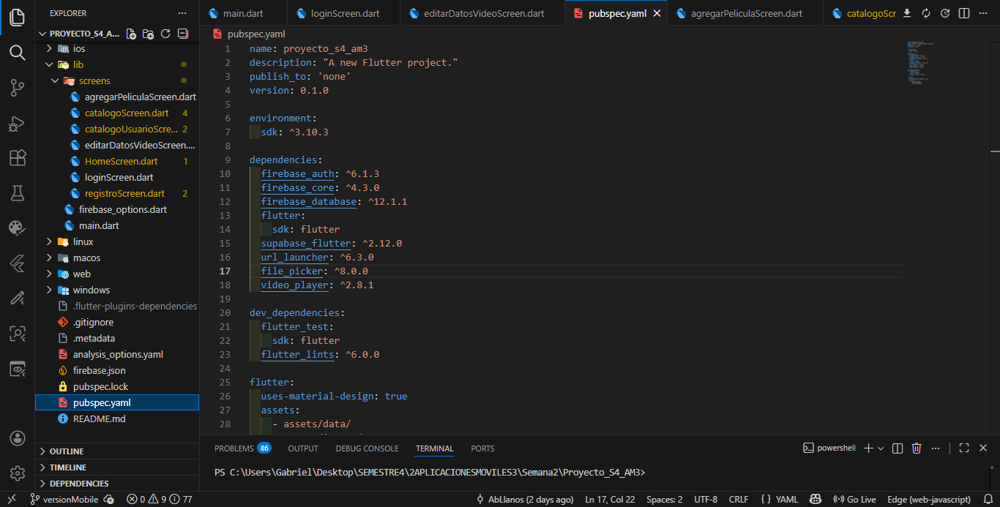 EXPLORER
PROYECTO_S4_A...
ios
lib
screens
agregarPeliculaScreen.dart
catalogoScreen.dart 4
catalogoUsuarioScre... 2
editarDatosVideoScreen....
HomeScreen.dart 1
loginScreen.dart
registroScreen.dart 2
firebase_options.dart
main.dart
linux
macos
web
windows
.flutter-plugins-dependencies
.gitignore
.metadata
analysis_options.yaml
firebase.json
pubspec.lock
pubspec.yaml
README.md
OUTLINE
TIMELINE
DEPENDENCIES
main.dart loginScreen.dart editarDatosVideoScreen.dart pubspec.yaml agregarPeliculaScreen.dart catalogoScr
pubspec.yaml
1 name: proyecto_s4_am3
2 description: "A new Flutter project."
3 publish_to: 'none'
4 version: 0.1.0
5
6 environment:
7 sdk: ^3.10.3
8
9 dependencies:
10 firebase_auth: ^6.1.3
11 firebase_core: ^4.3.0
12 firebase_database: ^12.1.1
13 flutter:
14 sdk: flutter
15 supabase_flutter: ^2.12.0
16 url_launcher: ^6.3.0
17 file_picker: ^8.0.0
18 video_player: ^2.8.1
19
20 dev_dependencies:
21 flutter_test:
22 sdk: flutter
23 flutter_lints: ^6.0.0
24
25 flutter:
26 uses-material-design: true
27 assets:
28 - assets/data/
PROBLEMS 86 OUTPUT DEBUG CONSOLE TERMINAL PORTS powershell
PS C:\Users\Gabriel\Desktop\SEMESTRE4\2APLICACIONESMOVILES3\Semana2\Proyecto_S4_AM3>
versionMobile 0 9 77 AbLlanos (2 days ago) Ln 17, Col 22 Spaces: 2 UTF-8 CRLF { } YAML Go Live Edge (web-javascript)